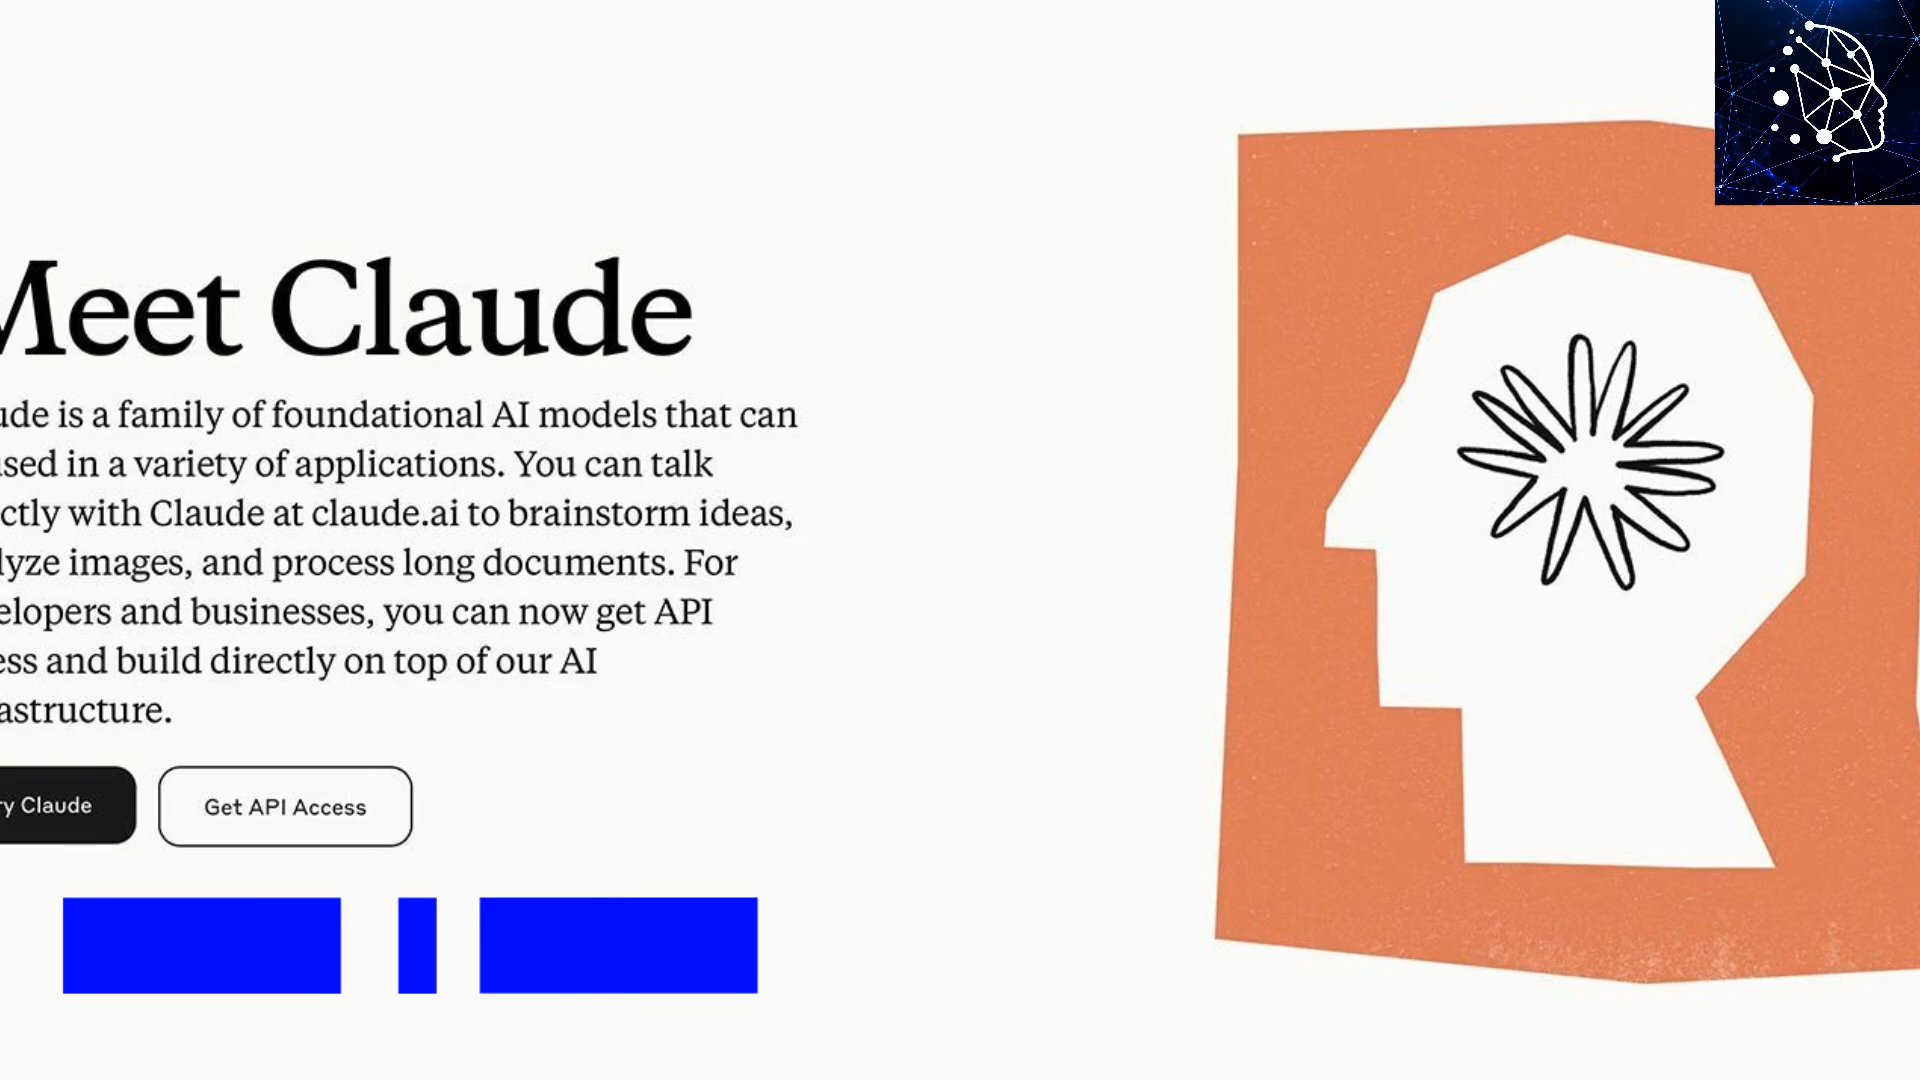 Meet Claude
ude is a family of foundational AI models that can
used in a variety of applications. You can talk
ctly with Claude at claude.ai to brainstorm ideas,
lyze images, and process long documents. For
elopers and businesses, you can now get API
ess and build directly on top of our AI
astructure.
ry Claude
Get API Access